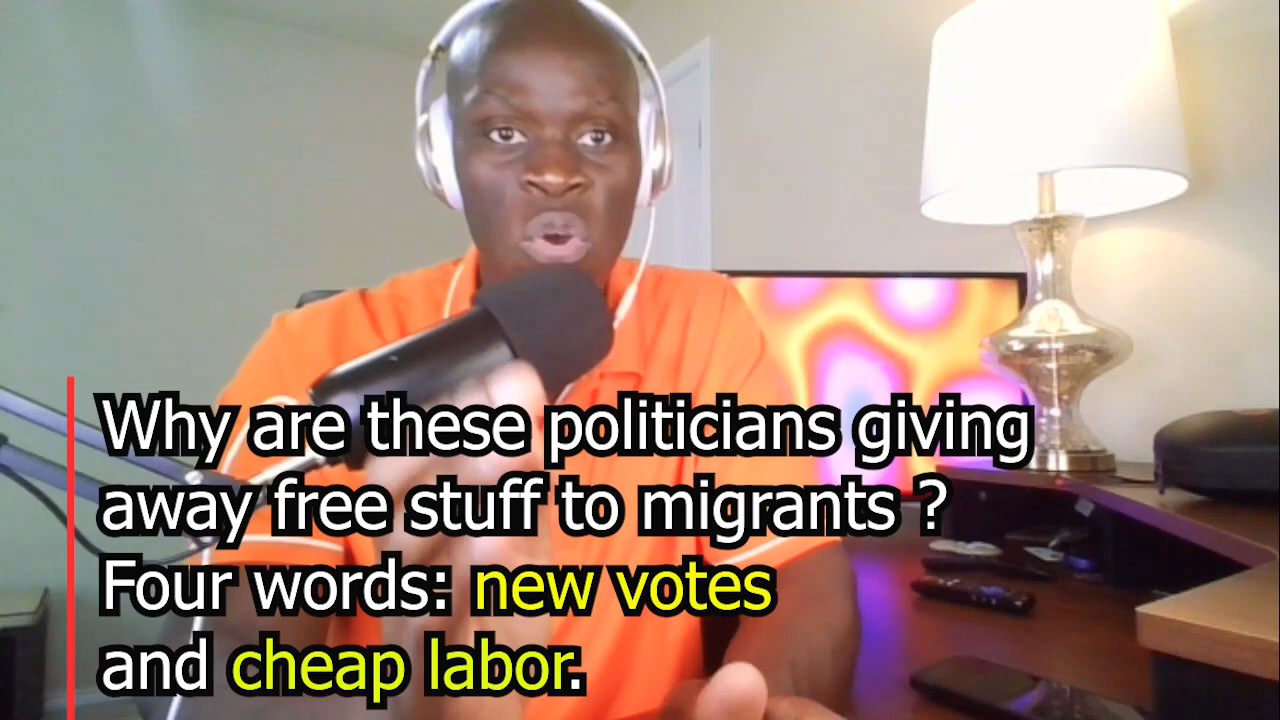 Why are these politicians giving
away free stuff to migrants ?
Four words: new votes
and cheap labor.